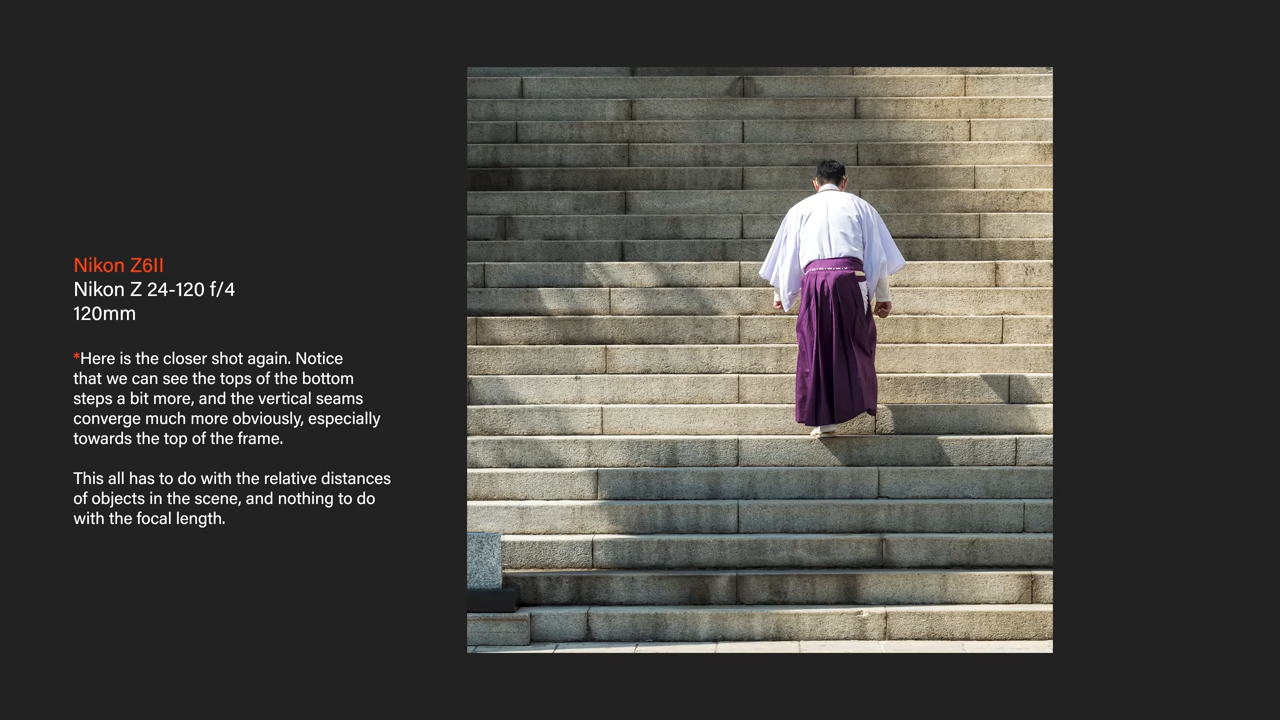 Nikon Z6II
Nikon Z 24-120 f/4
120mm
*Here is the closer shot again. Notice
that we can see the tops of the bottom
steps a bit more, and the vertical seams
converge much more obviously, especially
towards the top of the frame.
This all has to do with the relative distances
of objects in the scene, and nothing to do
with the focal length.